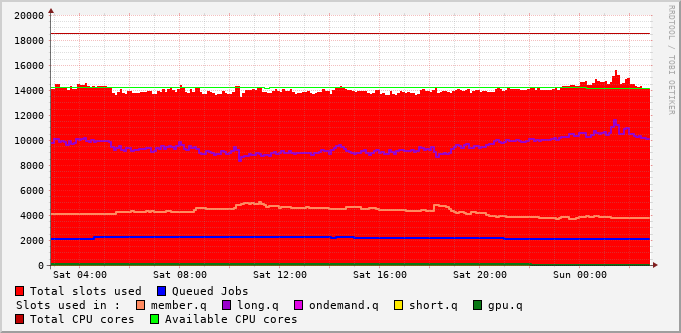 20000
18000
16000
14000
12000
10000
8000
6000
4000
2000
0
Sat 04:00 Sat 08:00 Sat 12:00 Sat 16:00 Sat 20:00 Sun 00:00
Total slots used Queued Jobs
Slots used in : member.q long.q ondemand.q short.q gpu.q
Total CPU cores Available CPU cores
RRDTOOL / TOBI OETIKER